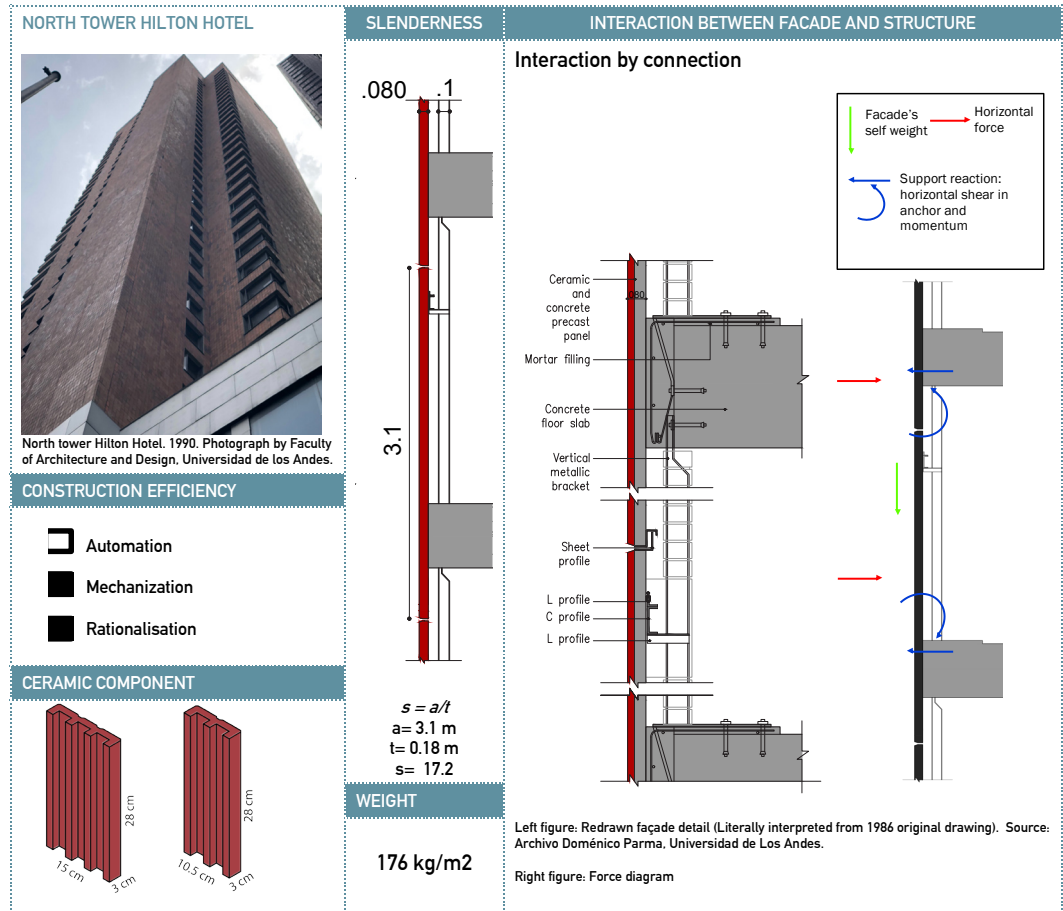 NORTH TOWER HILTON HOTEL
North tower Hilton Hotel. 1990. Photograph by Faculty
of Architecture and Design, Universidad de los Andes.
CONSTRUCTION EFFICIENCY
Automation
Mechanization
Rationalisation
CERAMIC COMPONENT
28 cm
15 cm
3 cm
28 cm
10.5 cm
3 cm
SLENDERNESS
.080
.1
3.1
s = a/t
a= 3.1 m
t= 0.18 m
s= 17.2
WEIGHT
176 kg/m2
INTERACTION BETWEEN FACADE AND STRUCTURE
Interaction by connection
Facade's
self weight
Horizontal
force
Support reaction:
horizontal shear in
anchor and
momentum
Ceramic
and
concrete
precast
panel
.080
Mortar filling
Concrete
floor slab
Vertical
metallic
bracket
Sheet
profile
L profile
C profile
L profile
Left figure: Redrawn façade detail (Literally interpreted from 1986 original drawing). Source:
Archivo Doménico Parma, Universidad de Los Andes.
Right figure: Force diagram